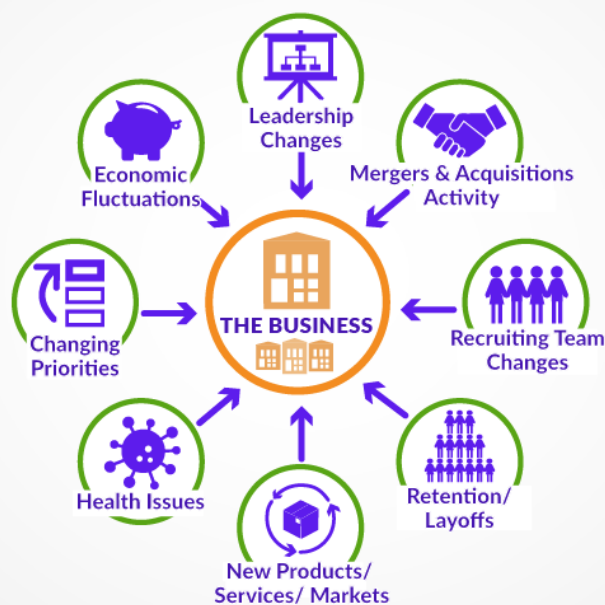 Leadership
Changes
Economic
Fluctuations
Mergers & Acquisitions
Activity
THE BUSINESS
Changing
Priorities
Recruiting Team
Changes
Health Issues
Retention/
Layoffs
New Products/
Services/ Markets